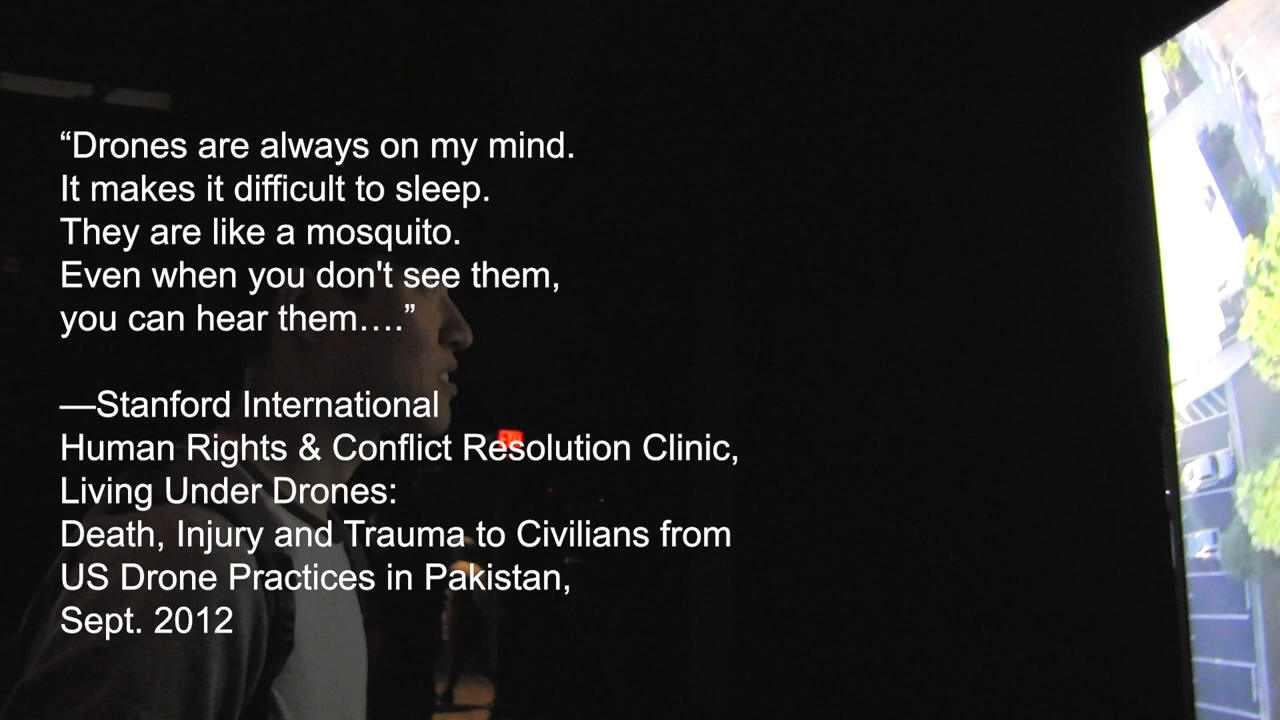 “Drones are always on my mind.
It makes it difficult to sleep.
They are like a mosquito.
Even when you don't see them,
you can hear them….”
—Stanford International
Human Rights & Conflict Resolution Clinic,
Living Under Drones:
Death, Injury and Trauma to Civilians from
US Drone Practices in Pakistan,
Sept. 2012
EXIT